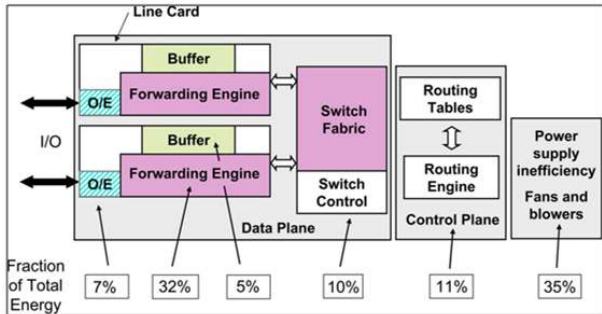 Line Card
Buffer
O/E
Forwarding Engine
I/O
Buffer
O/E
Forwarding Engine
Switch
Fabric
Switch
Control
Data Plane
Routing
Tables
Routing
Engine
Control Plane
Power
supply
inefficiency
Fans and
blowers
Fraction
of Total
Energy
7%
32%
5%
10%
11%
35%